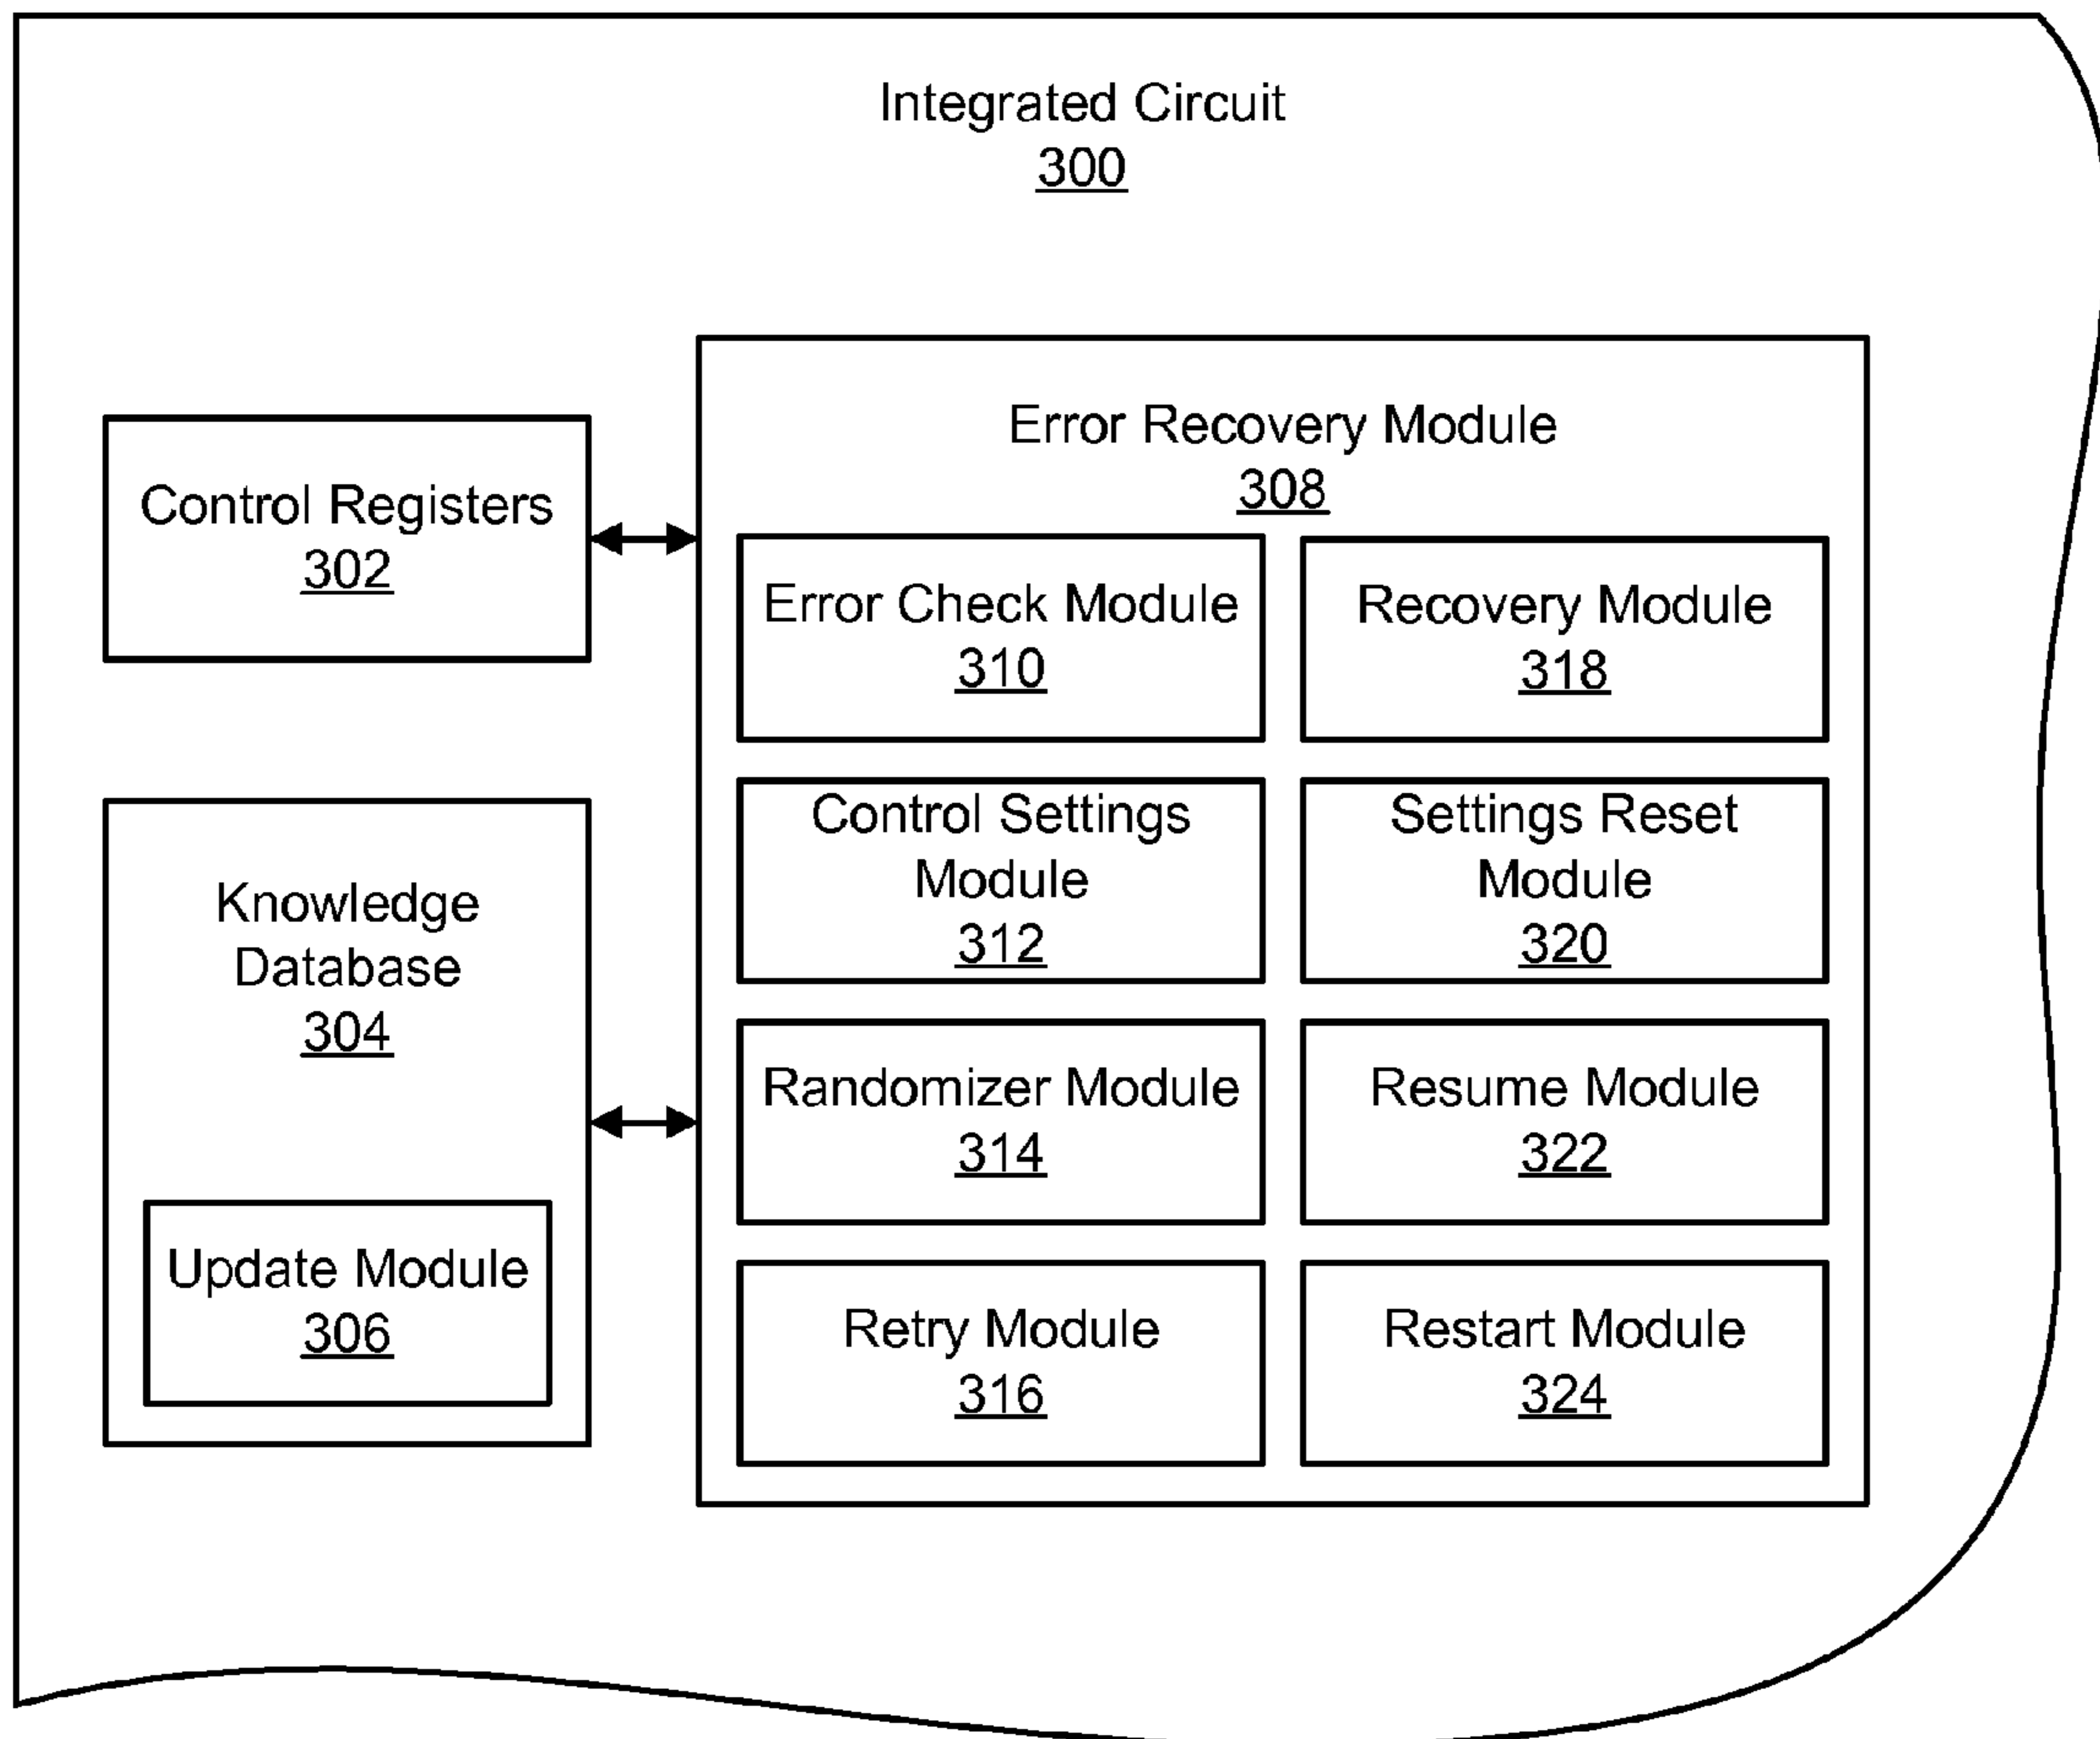 Integrated Circuit
300
Control Registers
302
Knowledge
Database
304
Update Module
306
Error Recovery Module
308
Error Check Module
310
Control Settings
Module
312
Randomizer Module
314
Retry Module
316
Recovery Module
318
Settings Reset
Module
320
Resume Module
322
Restart Module
324